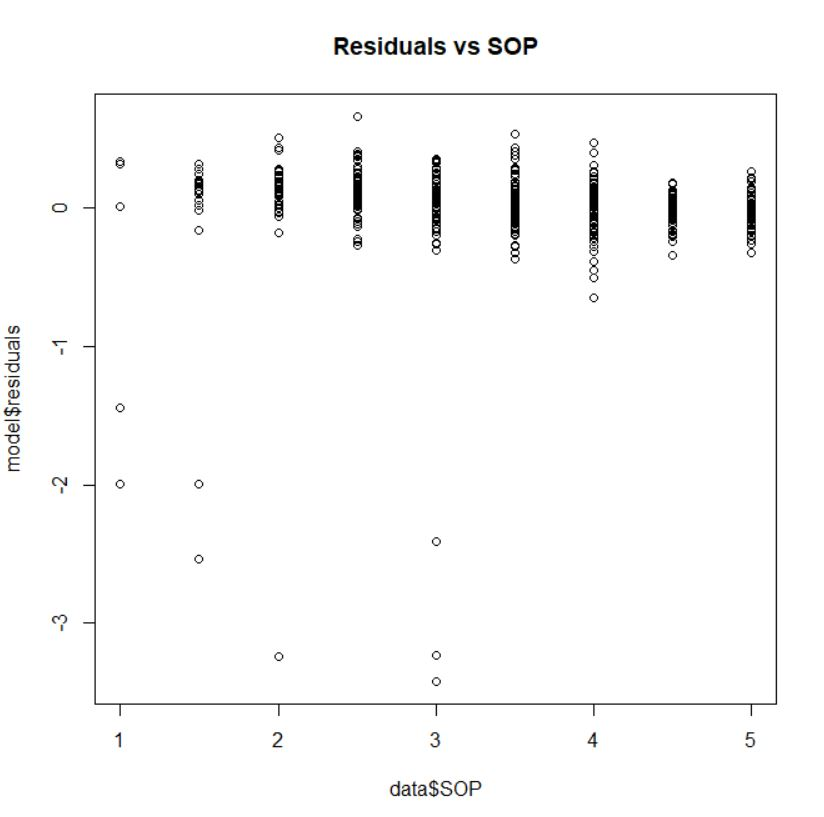 Residuals vs SOP
model$residuals
0
-1
-2
-3
1 2 3 4 5
data$SOP